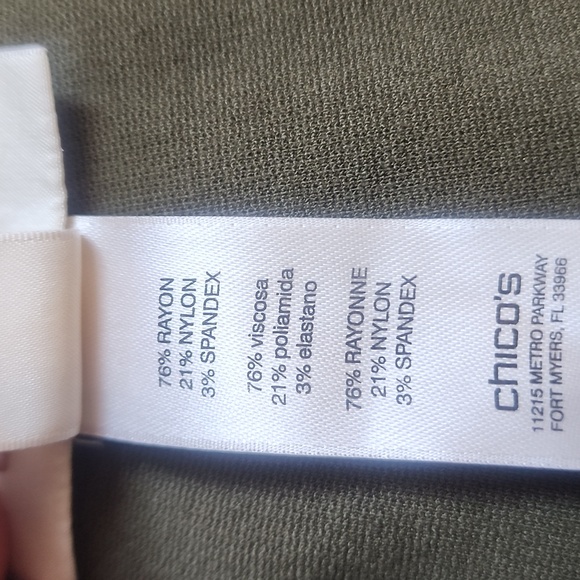 76% RAYON
21% NYLON
3% SPANDEX
76% viscosa
21% poliamida
3% elastano
76% RAYONNE
21% NYLON
3% SPANDEX
chico's
11215 METRO PARKWAY
FORT MYERS, FL 33966